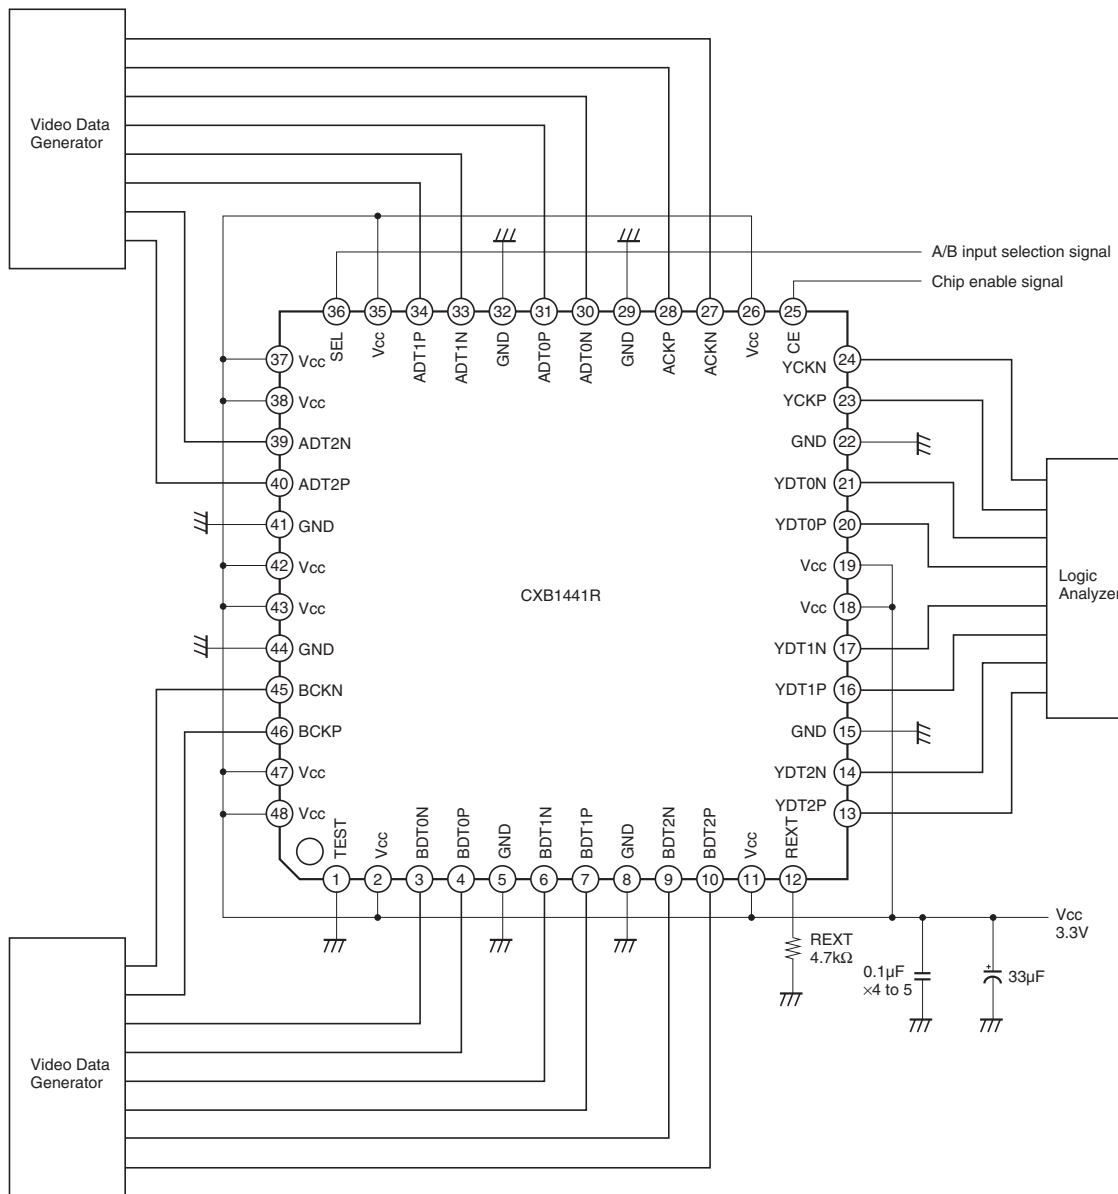 Video Data
Generator
A/B input selection signal
Chip enable signal
36 35 34 33 32 31 30 29 28 27 26 25
SEL
Vcc
ADT1P
ADT1N
GND
ADT0P
ADT0N
GND
ACKP
ACKN
Vcc
CE
37 Vcc
38 Vcc
39 ADT2N
40 ADT2P
41 GND
42 Vcc
43 Vcc
44 GND
45 BCKN
46 BCKP
47 Vcc
48 Vcc
CXB1441R
YCKN 24
YCKP 23
GND 22
YDT0N 21
YDT0P 20
Vcc 19
Vcc 18
YDT1N 17
YDT1P 16
GND 15
YDT2N 14
YDT2P 13
Logic
Analyzer
TEST
Vcc
BDT0N
BDT0P
GND
BDT1N
BDT1P
GND
BDT2N
BDT2P
Vcc
REXT
1 2 3 4 5 6 7 8 9 10 11 12
Vcc
3.3V
REXT
4.7kΩ
0.1µF
×4 to 5
+
33µF
Video Data
Generator